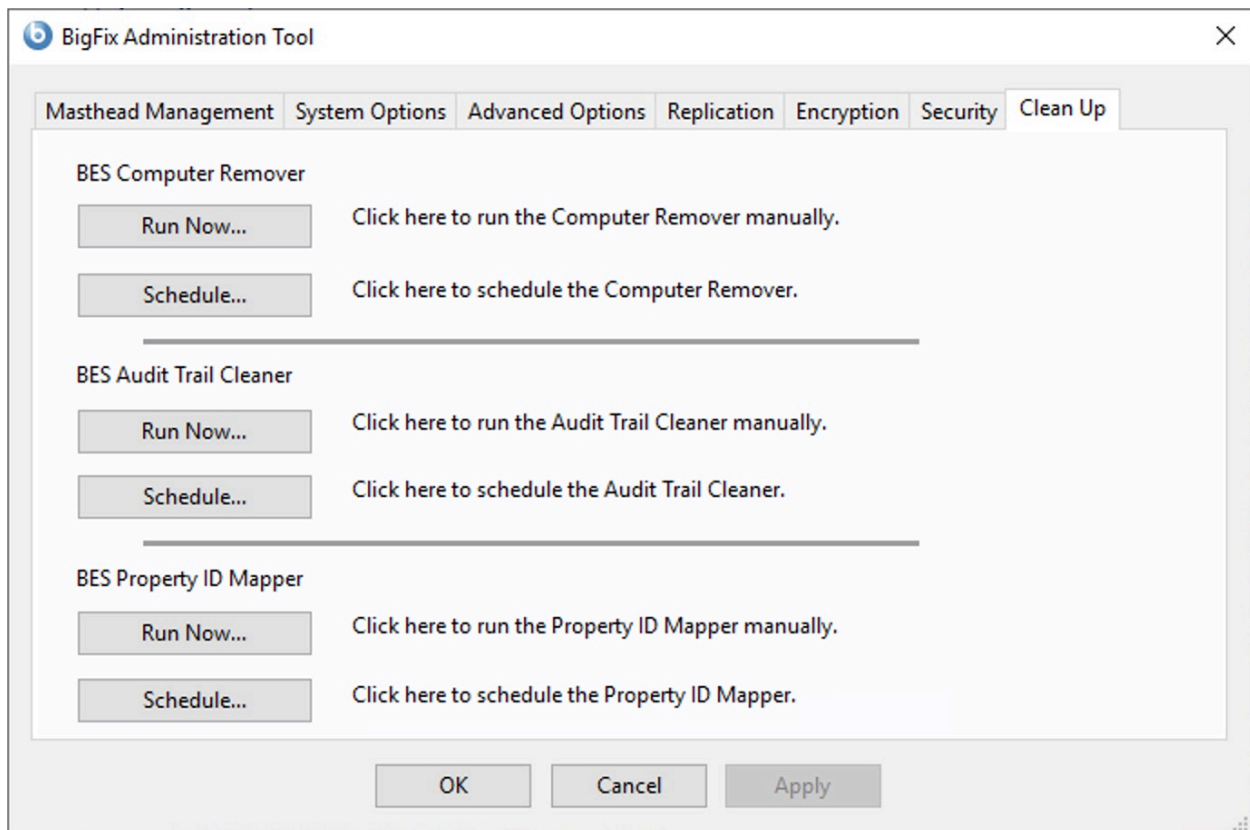 BigFix Administration Tool
Masthead Management System Options Advanced Options Replication Encryption Security Clean Up
BES Computer Remover
Run Now... Click here to run the Computer Remover manually.
Schedule... Click here to schedule the Computer Remover.
BES Audit Trail Cleaner
Run Now... Click here to run the Audit Trail Cleaner manually.
Schedule... Click here to schedule the Audit Trail Cleaner.
BES Property ID Mapper
Run Now... Click here to run the Property ID Mapper manually.
Schedule... Click here to schedule the Property ID Mapper.
OK Cancel Apply